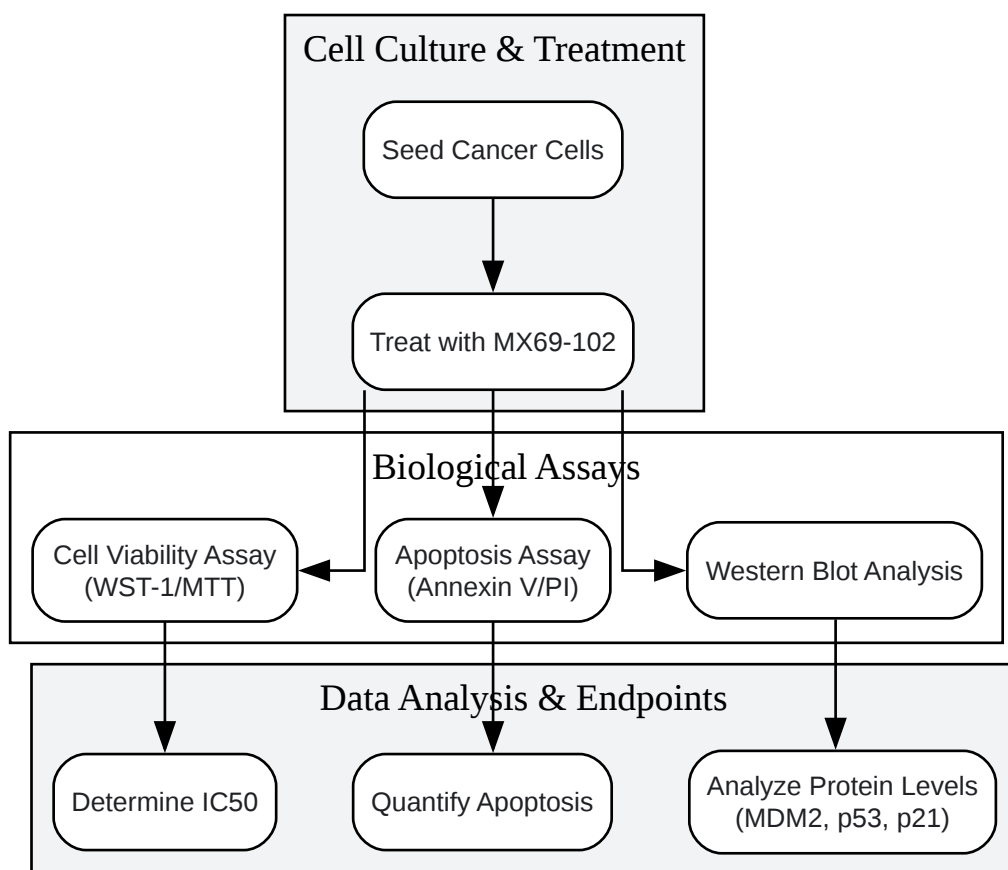 Cell Culture & Treatment
Seed Cancer Cells
Treat with MX69-102
Biological Assays
Cell Viability Assay
(WST-1/MTT)
Apoptosis Assay
(Annexin V/PI)
Western Blot Analysis
Data Analysis & Endpoints
Determine IC50
Quantify Apoptosis
Analyze Protein Levels
(MDM2, p53, p21)